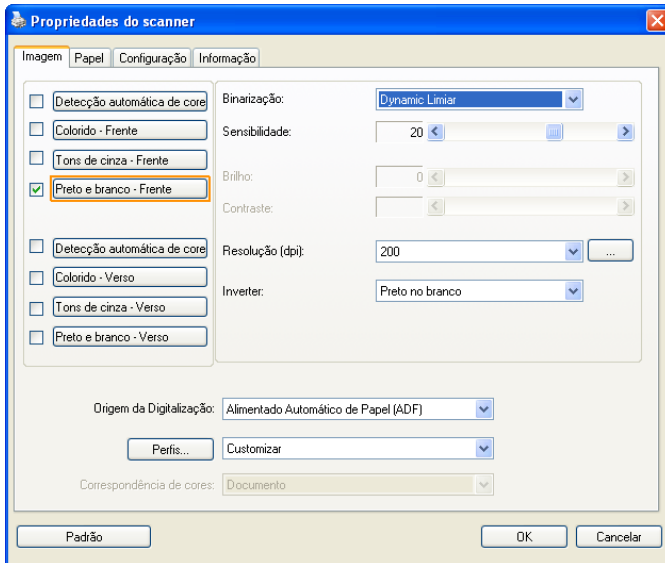 Propriedades do scanner
Imagem Papel Configuração Informação
Detecção automática de core
Colorido - Frente
Tons de cinza - Frente
Preto e branco - Frente
Detecção automática de core
Colorido - Verso
Tons de cinza - Verso
Preto e branco - Verso
Binarização: Dynamic Limiar
Sensibilidade: 20
Brilho: 0
Contraste:
Resolução (dpi): 200 ...
Inverter: Preto no branco
Origem da Digitalização: Alimentado Automático de Papel (ADF)
Perfis... Customizar
Correspondência de cores: Documento
Padrão OK Cancelar